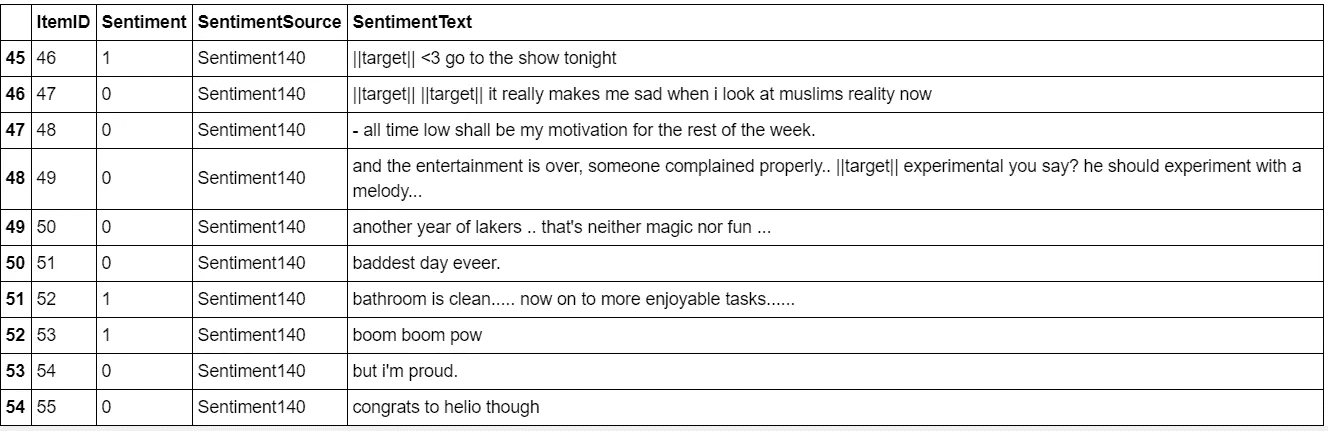 ItemID Sentiment SentimentSource SentimentText
45 46 1 Sentiment140 ||target|| <3 go to the show tonight
46 47 0 Sentiment140 ||target|| ||target|| it really makes me sad when i look at muslims reality now
47 48 0 Sentiment140 - all time low shall be my motivation for the rest of the week.
48 49 0 Sentiment140 and the entertainment is over, someone complained properly.. ||target|| experimental you say? he should experiment with a
melody...
49 50 0 Sentiment140 another year of lakers .. that's neither magic nor fun ...
50 51 0 Sentiment140 baddest day eveer.
51 52 1 Sentiment140 bathroom is clean..... now on to more enjoyable tasks......
52 53 1 Sentiment140 boom boom pow
53 54 0 Sentiment140 but i'm proud.
54 55 0 Sentiment140 congrats to helio though